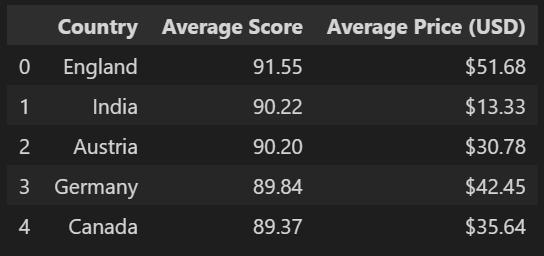 Country Average Score Average Price (USD)
0 England 91.55 $51.68
1 India 90.22 $13.33
2 Austria 90.20 $30.78
3 Germany 89.84 $42.45
4 Canada 89.37 $35.64